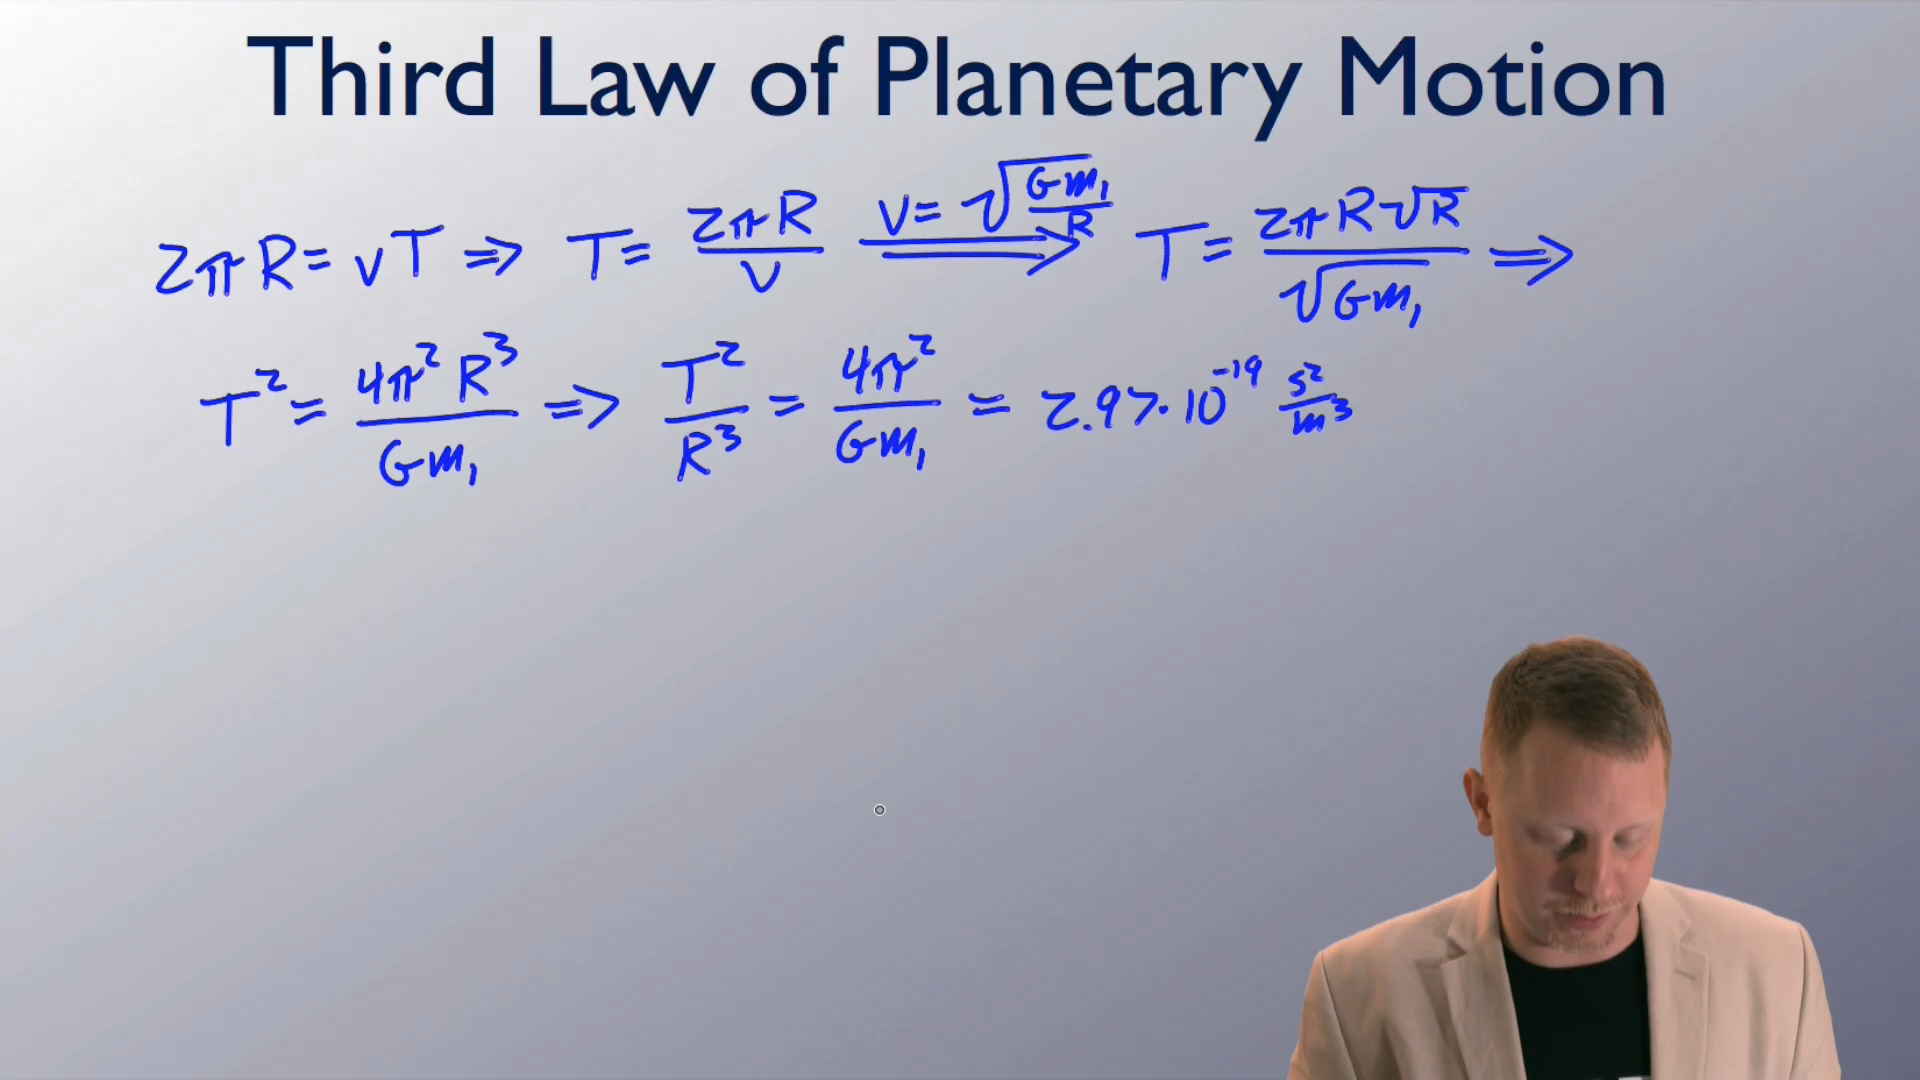 Third Law of Planetary Motion
2πR = vT ⇒ T = 2πR/v ⇒ (v = √(Gm₁/R)) T = 2πR√R/√(Gm₁) ⇒
T² = 4π²R³/Gm₁ ⇒ T²/R³ = 4π²/Gm₁ = 2.97·10⁻¹⁹ s²/m³